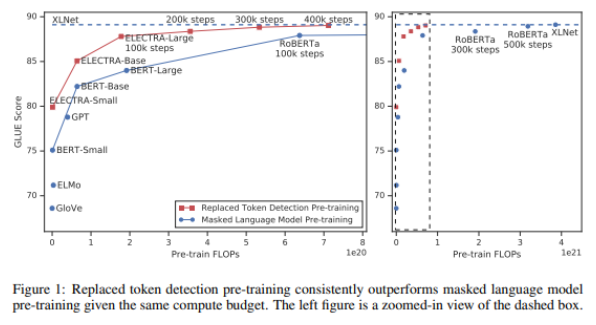 90
85
80
75
70
GLUE Score
XLNet
200k steps
300k steps
400k steps
ELECTRA-Large
100k steps
ELECTRA-Base
BERT-Large
RoBERTa
100k steps
BERT-Base
ELECTRA-Small
GPT
BERT-Small
ELMo
GloVe
Replaced Token Detection Pre-training
Masked Language Model Pre-training
0 1 2 3 4 5 6 7 8
Pre-train FLOPs
1e20
90
85
80
75
70
RoBERTa
300k steps
RoBERTa
500k steps
XLNet
0 1 2 3 4
Pre-train FLOPs
1e21
Figure 1: Replaced token detection pre-training consistently outperforms masked language model
pre-training given the same compute budget. The left figure is a zoomed-in view of the dashed box.